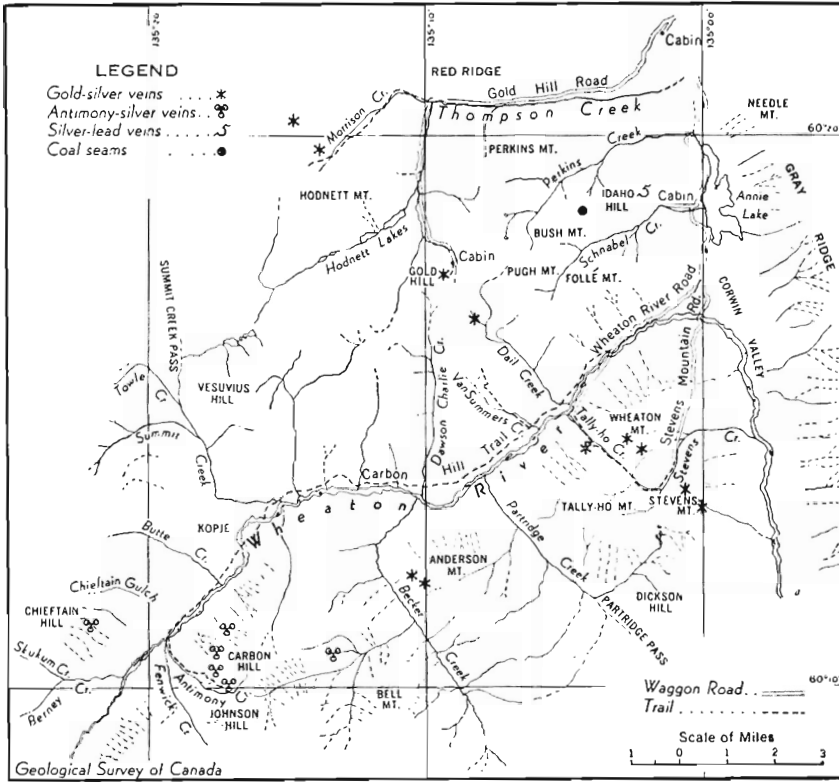 135°20'
135°10'
135°00'
LEGEND
Gold-silver veins ....
Antimony-silver veins ..
Silver-lead veins ....
Coal seams ....
RED RIDGE
Gold Hill Road
Cabin
Morrison Cr.
Thompson Creek
NEEDLE MT.
60°20'
PERKINS MT.
Perkins Creek
GRAY RIDGE
HODNETT MT.
IDAHO HILL
Cabin
Annie Lake
BUSH MT.
Schnabel Cr.
Hodnett Lakes
Cabin
GOLD HILL
PUGH MT.
FOLLÉ MT.
SUMMIT CREEK PASS
Wheaton River Road
CORWIN VALLEY
Stevens Mountain Rd.
Dail Creek
Towle Cr
VESUVIUS HILL
Dawson Charlie Cr.
Van Summers Cr.
Tally-ho Cr.
WHEATON MT.
Summit Creek
Stevens Cr.
Carbon Hill Trail
Wheaton River
TALLY-HO MT.
STEVENS MT.
KOPJE
Butte Cr.
Partridge Creek
ANDERSON MT.
Chieftain Gulch
Becker Creek
DICKSON HILL
CHIEFTAIN HILL
PARTRIDGE PASS
CARBON HILL
Skukum Cr.
Berney Cr.
Fenwick Cr
Antimony Cr
JOHNSON HILL
BELL MT.
60°10'
Waggon Road ..
Trail ........
Scale of Miles
1 0 1 2 3
Geological Survey of Canada